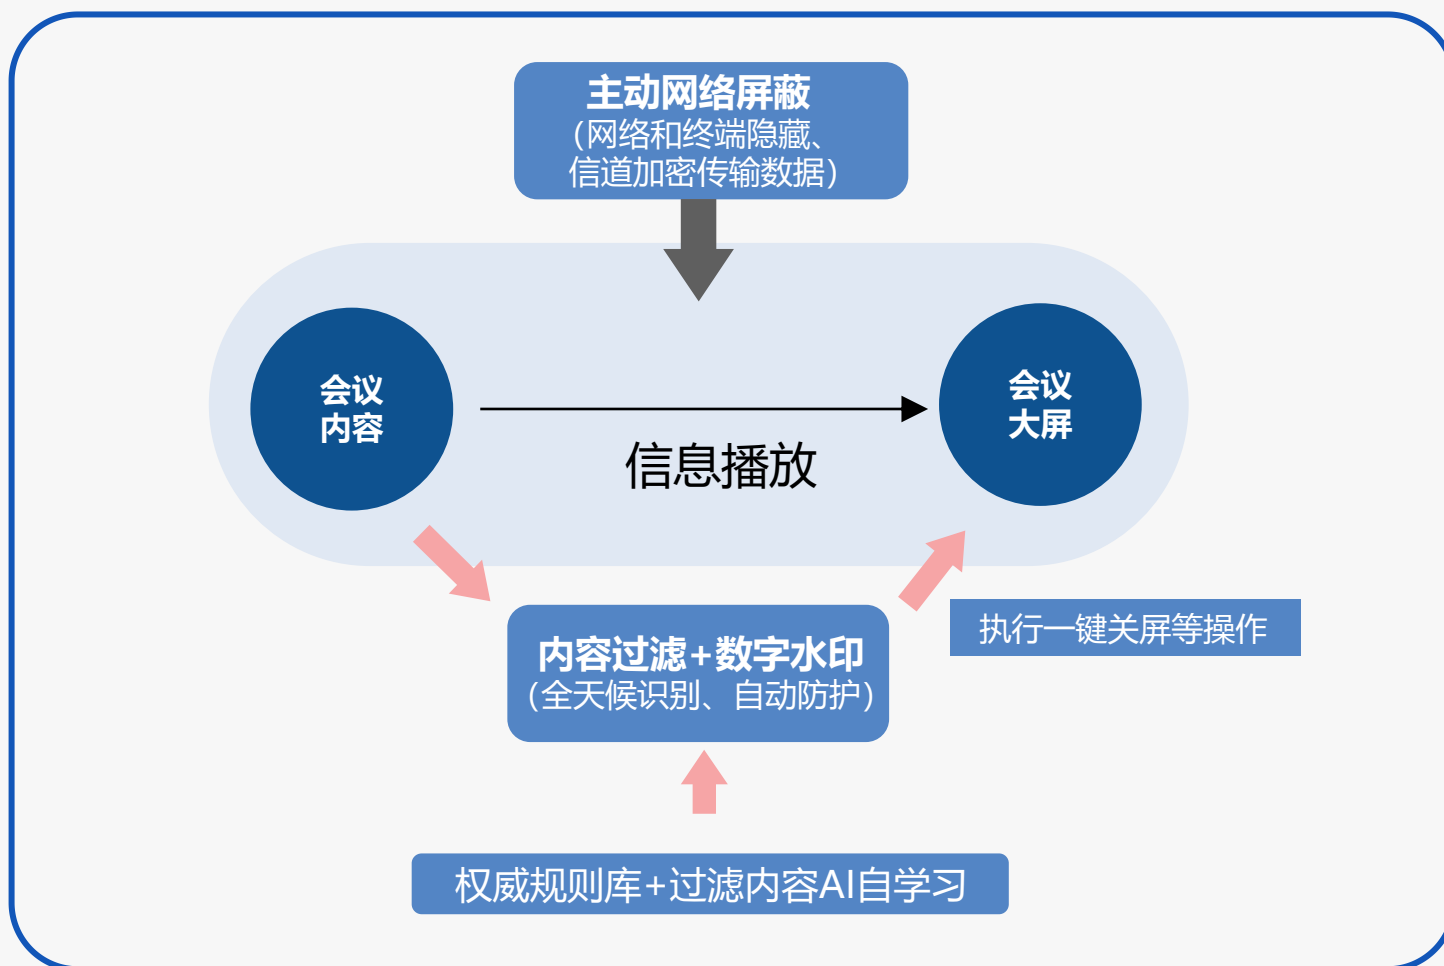 主动网络屏蔽
（网络和终端隐藏、
信道加密传输数据）
会议
内容
会议
大屏
信息播放
执行一键关屏等操作
内容过滤+数字水印
（全天候识别、自动防护）
权威规则库+过滤内容AI自学习